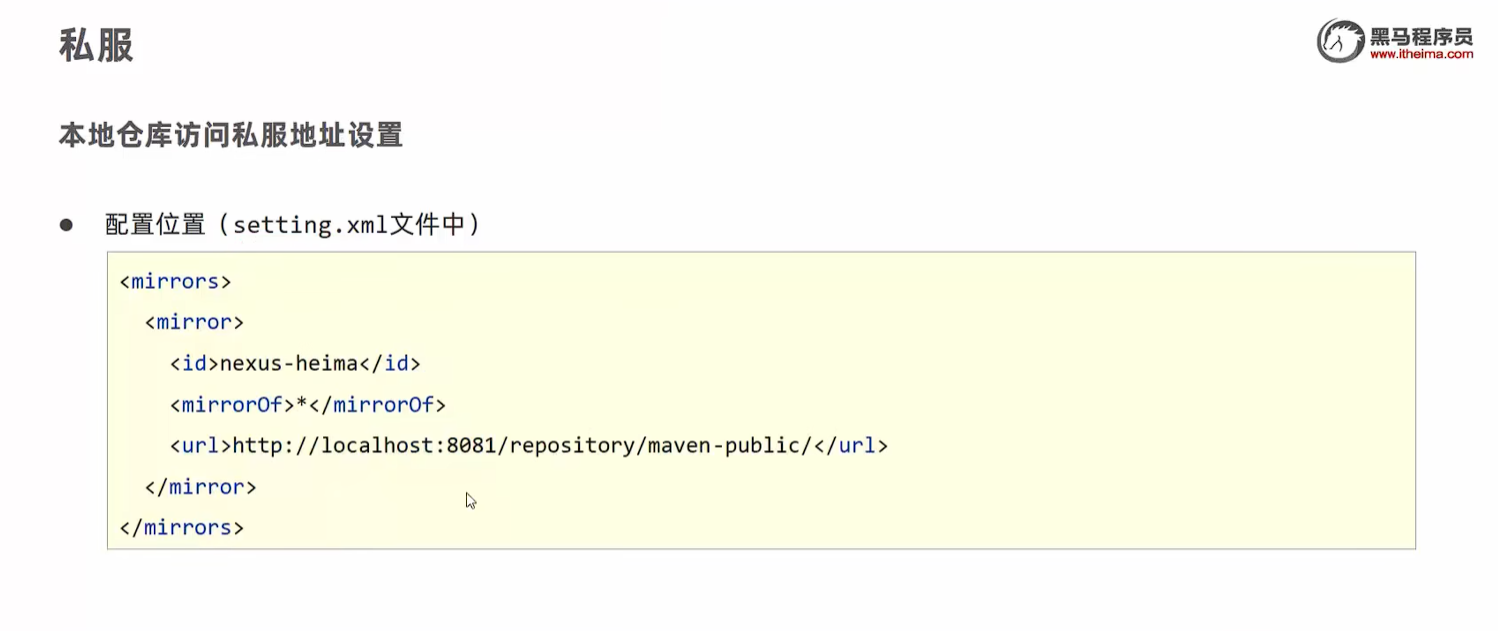 私服
黑马程序员
www.itheima.com
本地仓库访问私服地址设置
● 配置位置（setting.xml文件中）
<mirrors>
<mirror>
<id>nexus-heima</id>
<mirrorOf>*</mirrorOf>
<url>http://localhost:8081/repository/maven-public/</url>
</mirror>
</mirrors>